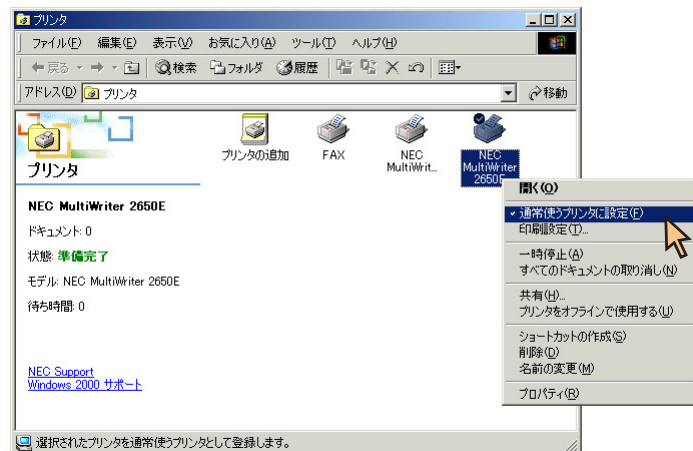 プリンタ
ファイル(F) 編集(E) 表示(V) お気に入り(A) ツール(T) ヘルプ(H)
戻る 検索 フォルダ 履歴
アドレス(D) プリンタ 移動
プリンタ
プリンタの追加
FAX
NEC
MultiWrit...
NEC
MultiWriter
2650E
NEC MultiWriter 2650E
ドキュメント: 0
状態: 準備完了
モデル: NEC MultiWriter 2650E
待ち時間: 0
NEC Support
Windows 2000 サポート
開く(O)
通常使うプリンタに設定(F)
印刷設定(T)...
一時停止(A)
すべてのドキュメントの取り消し(N)
共有(H)...
プリンタをオフラインで使用する(U)
ショートカットの作成(S)
削除(D)
名前の変更(M)
プロパティ(R)
選択されたプリンタを通常使うプリンタとして登録します。